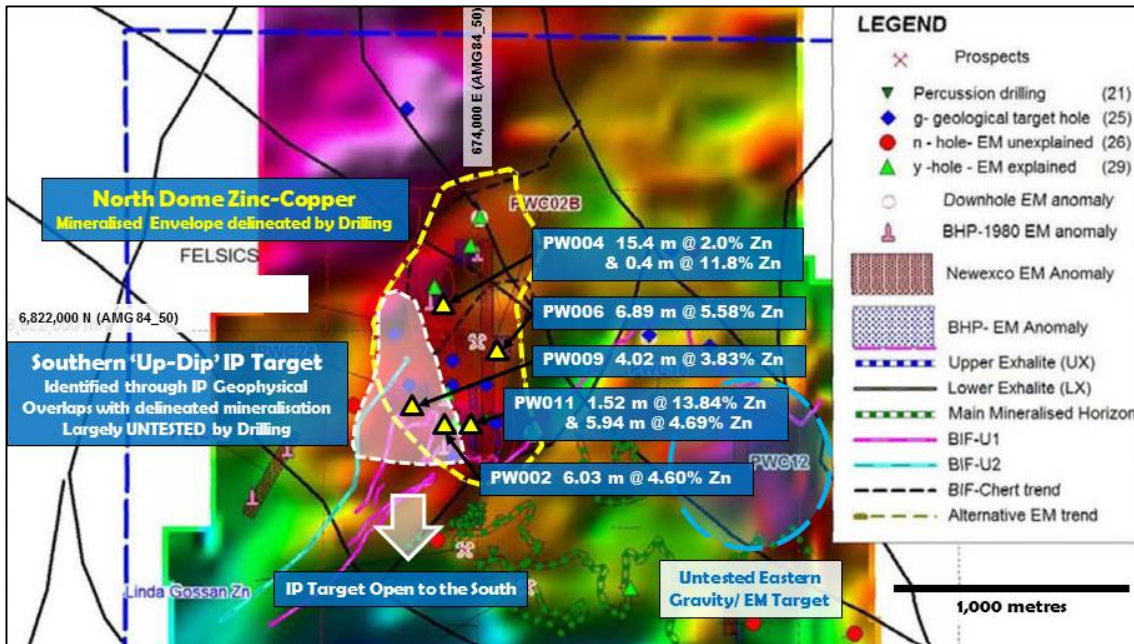 674,000 E (AMG84_50)
North Dome Zinc-Copper
Mineralised Envelope delineated by Drilling
FELSICS
6,822,000 N (AMG84_50)
Southern ‘Up-Dip’ IP Target
Identified through IP Geophysical
Overlaps with delineated mineralisation
Largely UNTESTED by Drilling
PWC02B
PW004 15.4 m @ 2.0% Zn
& 0.4 m @ 11.8% Zn
PW006 6.89 m @ 5.58% Zn
PW009 4.02 m @ 3.83% Zn
PW011 1.52 m @ 13.84% Zn
& 5.94 m @ 4.69% Zn
PW002 6.03 m @ 4.60% Zn
PWC12
Linda Gossan Zn
IP Target Open to the South
Untested Eastern
Gravity/ EM Target
LEGEND
Prospects
Percussion drilling (21)
g- geological target hole (25)
n - hole- EM unexplained (26)
y -hole - EM explained (29)
Downhole EM anomaly
BHP-1980 EM anomaly
Newexco EM Anomaly
BHP- EM Anomaly
Upper Exhalite (UX)
Lower Exhalite (LX)
Main Mineralised Horizon
BIF-U1
BIF-U2
BIF-Chert trend
Alternative EM trend
1,000 metres